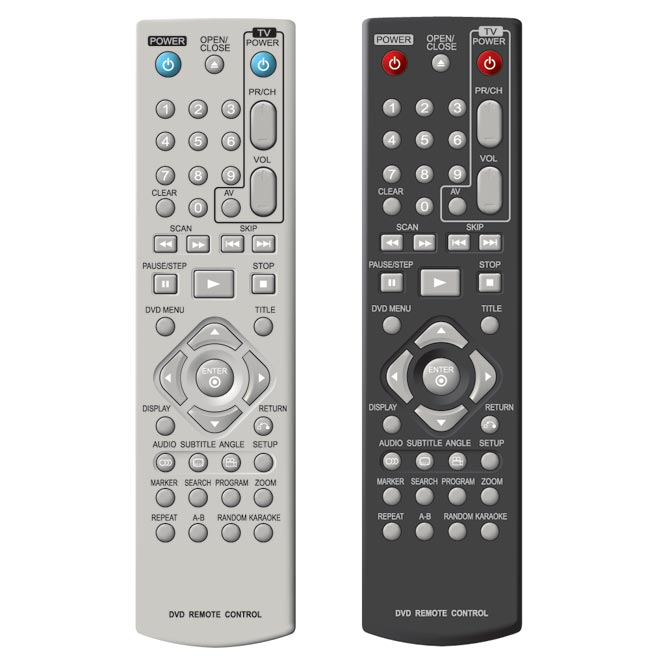 POWER OPEN/ TV
CLOSE POWER
PR/CH
1 2 3
4 5 6
VOL
7 8 9
CLEAR AV
0
SCAN SKIP
PAUSE/STEP STOP
DVD MENU TITLE
ENTER
DISPLAY RETURN
AUDIO SUBTITLE ANGLE SETUP
MARKER SEARCH PROGRAM ZOOM
REPEAT A-B RANDOM KARAOKE
DVD REMOTE CONTROL
POWER OPEN/ TV
CLOSE POWER
PR/CH
1 2 3
4 5 6
VOL
7 8 9
CLEAR AV
0
SCAN SKIP
PAUSE/STEP STOP
DVD MENU TITLE
ENTER
DISPLAY RETURN
AUDIO SUBTITLE ANGLE SETUP
MARKER SEARCH PROGRAM ZOOM
REPEAT A-B RANDOM KARAOKE
DVD REMOTE CONTROL